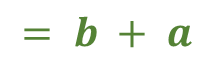 = b + a